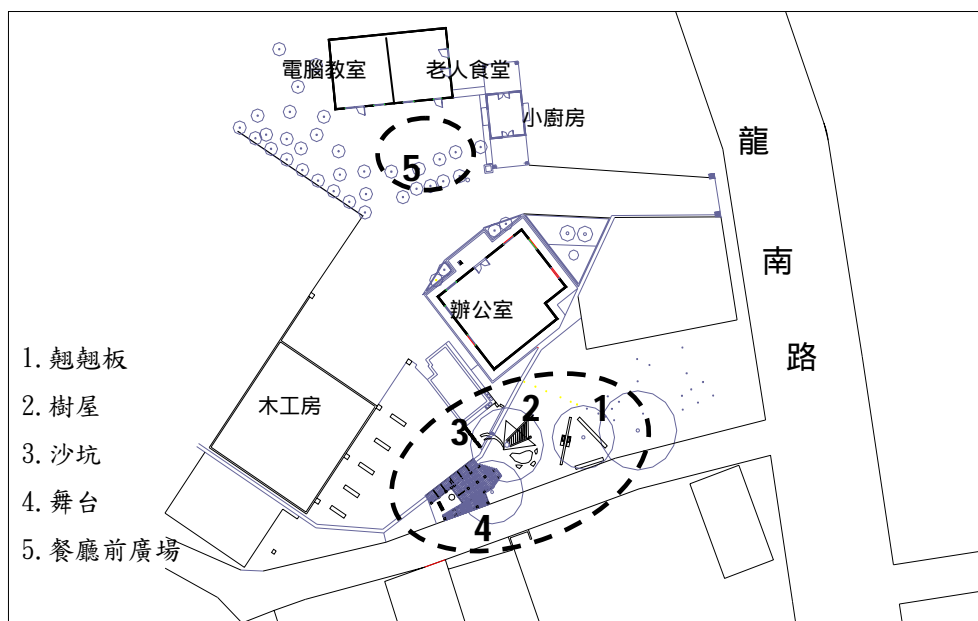 電腦教室
老人食堂
小廚房
5
龍
南
路
辦公室
1.翹翹板
2.樹屋
3.沙坑
4.舞台
5.餐廳前廣場
木工房
1
2
3
4